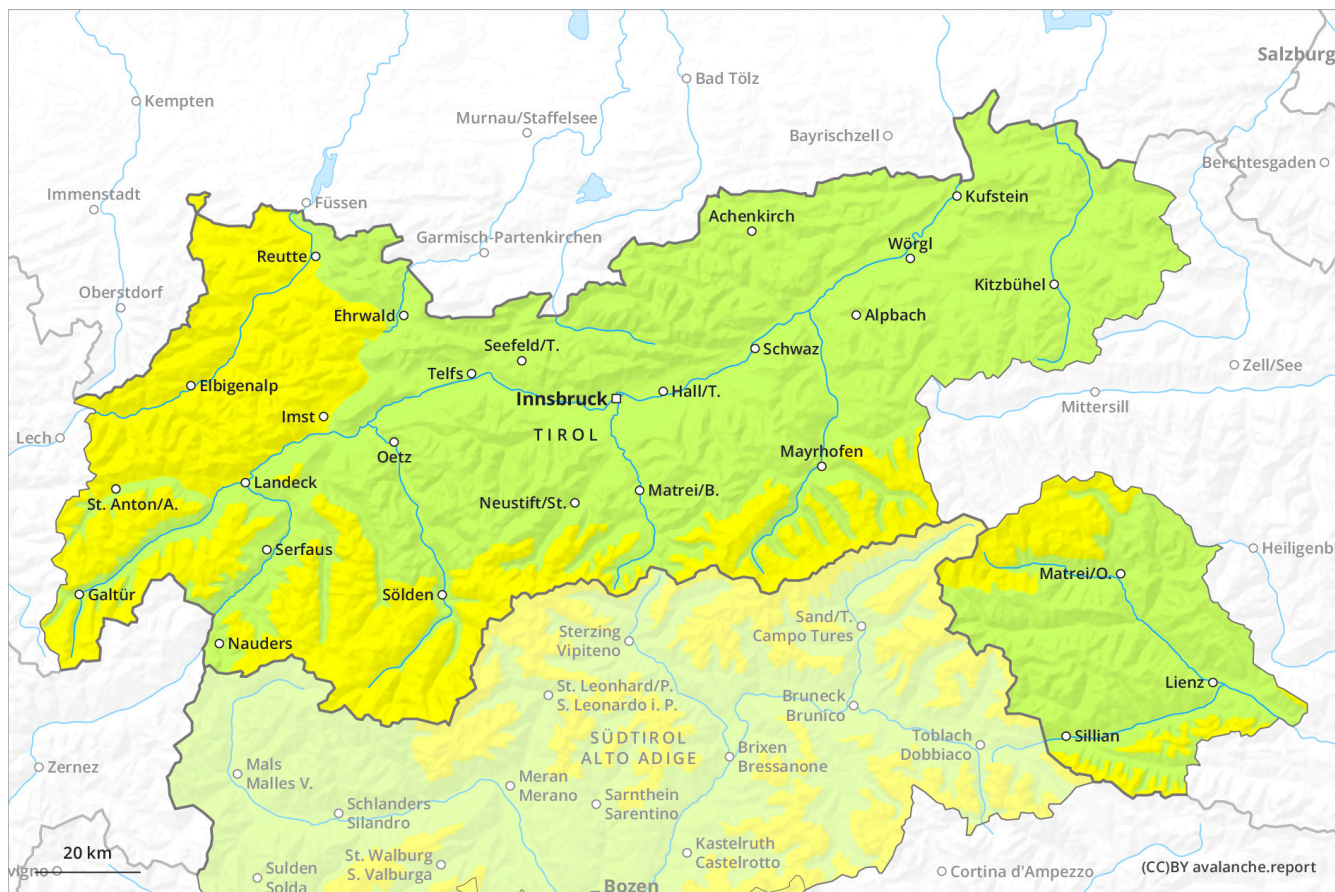 Salzburg
Bad Tölz
Kempten
Murnau/Staffelsee
Bayrischzell
Berchtesgaden
Immenstadt
Füssen
Kufstein
Achenkirch
Garmisch-Partenkirchen
Wörgl
Reutte
Kitzbühel
Oberstdorf
Ehrwald
Alpbach
Seefeld/T.
Schwaz
Zell/See
Telfs
Elbigenalp
Innsbruck
Hall/T.
Mittersill
Imst
TIROL
Lech
Oetz
Mayrhofen
Landeck
Matrei/B.
St. Anton/A.
Neustift/St.
Serfaus
Heiligenb
Matrei/O.
Galtür
Sölden
Sand/T.
Campo Tures
Sterzing
Vipiteno
Nauders
Lienz
St. Leonhard/P.
S. Leonardo i. P.
Bruneck
Brunico
SÜDTIROL
ALTO ADIGE
Toblach
Dobbiaco
Sillian
Brixen
Bressanone
Zernez
Mals
Malles V.
Meran
Merano
Sarnthein
Sarentino
Schlanders
Silandro
Kastelruth
Castelrotto
20 km
vigno
St. Walburg
S. Valburga
Sulden
Solda
Cortina d'Ampezzo
(CC)BY avalanche.report
Bozen